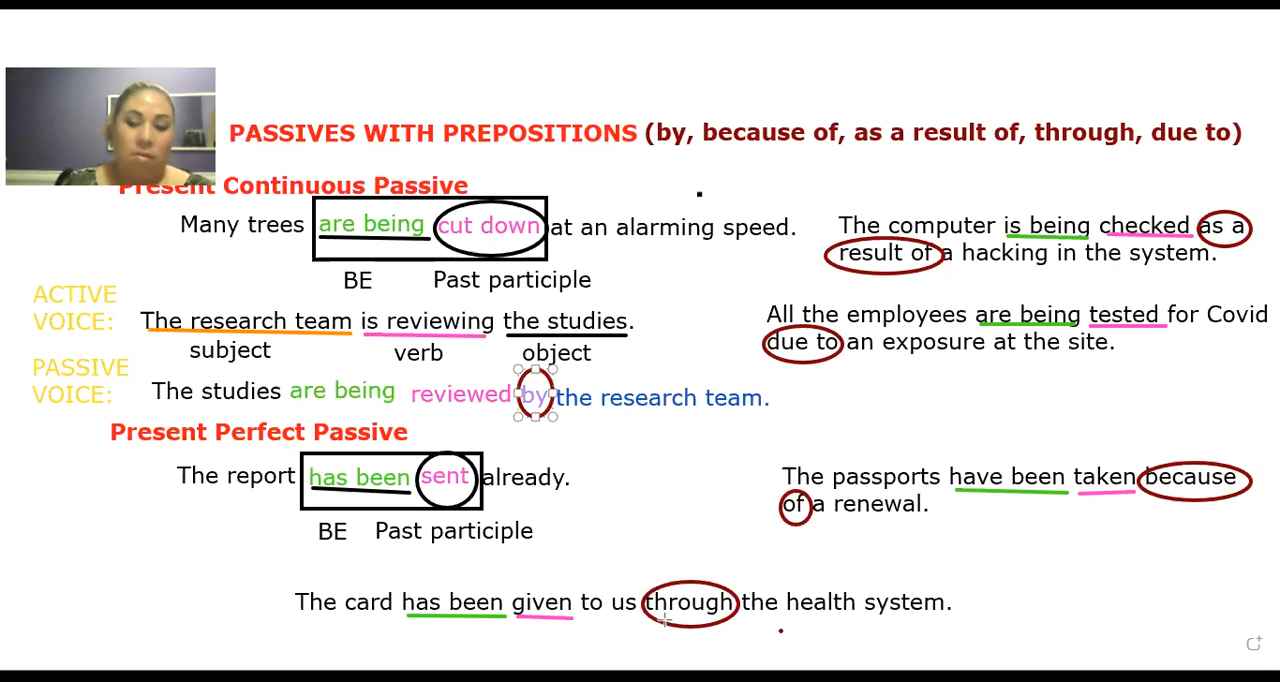 PASSIVES WITH PREPOSITIONS (by, because of, as a result of, through, due to)
Present Continuous Passive
Many trees are being cut down at an alarming speed.
BE Past participle
The computer is being checked as a
result of a hacking in the system.
ACTIVE
VOICE: The research team is reviewing the studies.
subject verb object
All the employees are being tested for Covid
due to an exposure at the site.
PASSIVE
VOICE: The studies are being reviewed by the research team.
Present Perfect Passive
The report has been sent already.
BE Past participle
The passports have been taken because
of a renewal.
The card has been given to us through the health system.